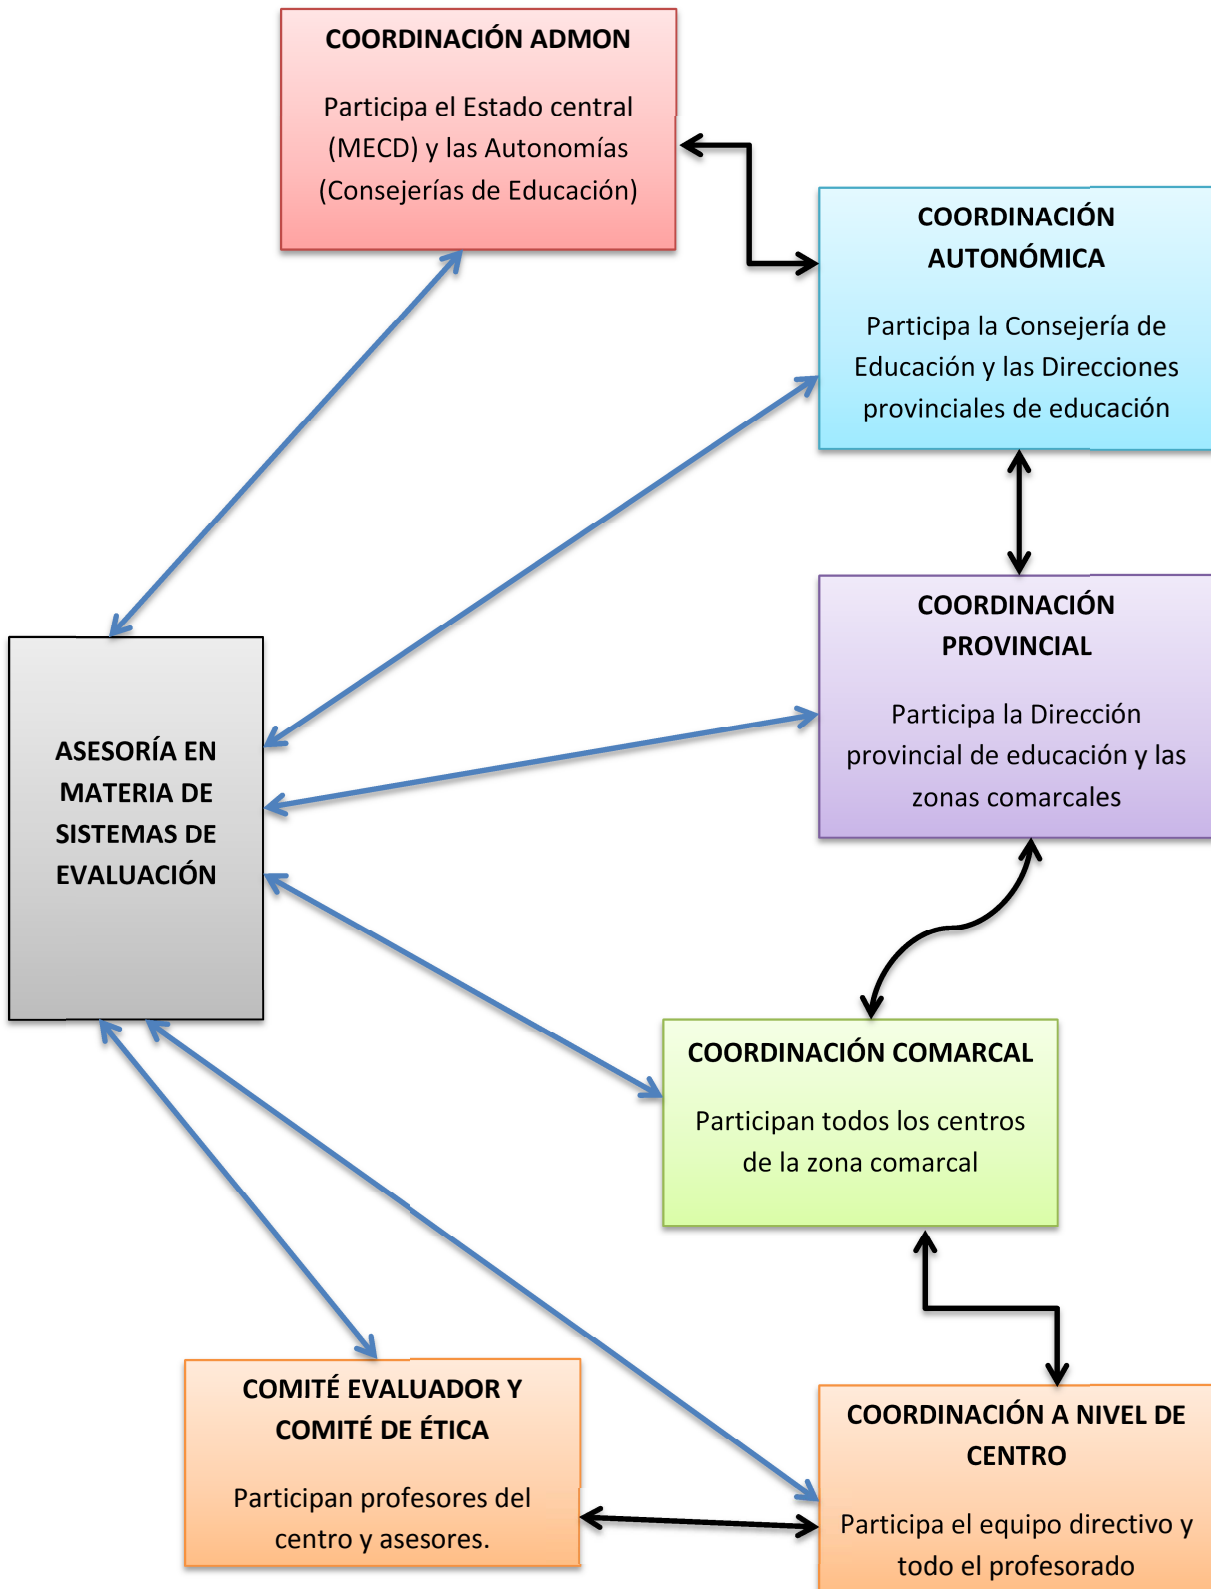 COORDINACIÓN ADMON
Participa el Estado central
(MECD) y las Autonomías
(Consejerías de Educación)
COORDINACIÓN
AUTONÓMICA
Participa la Consejería de
Educación y las Direcciones
provinciales de educación
COORDINACIÓN
PROVINCIAL
Participa la Dirección
provincial de educación y las
zonas comarcales
ASESORÍA EN
MATERIA DE
SISTEMAS DE
EVALUACIÓN
COORDINACIÓN COMARCAL
Participan todos los centros
de la zona comarcal
COMITÉ EVALUADOR Y
COMITÉ DE ÉTICA
Participan profesores del
centro y asesores.
COORDINACIÓN A NIVEL DE
CENTRO
Participa el equipo directivo y
todo el profesorado